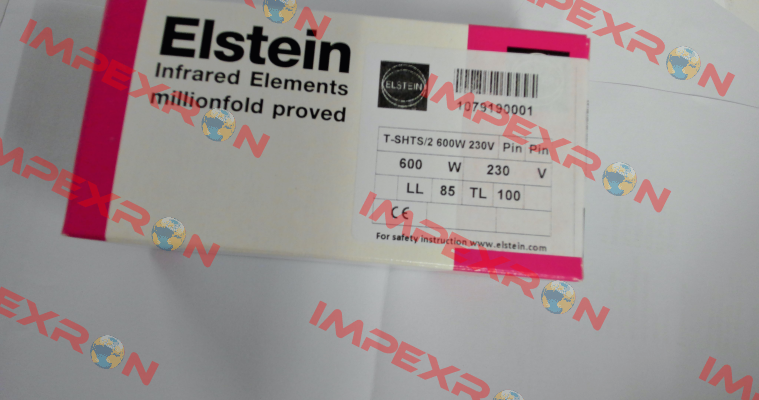 Elstein
Infrared Elements
millionfold proved
ELSTEIN
1079190001
T-SHTS/2 600W 230V Pin Pin
600 W 230 V
LL 85 TL 100
CE
For safety instruction www.elstein.com
IMPEXRON
IMPEXRON
IMPEXRON
IMPEXRON
IMPEXRON
IMPEXRON
IMPEXRON